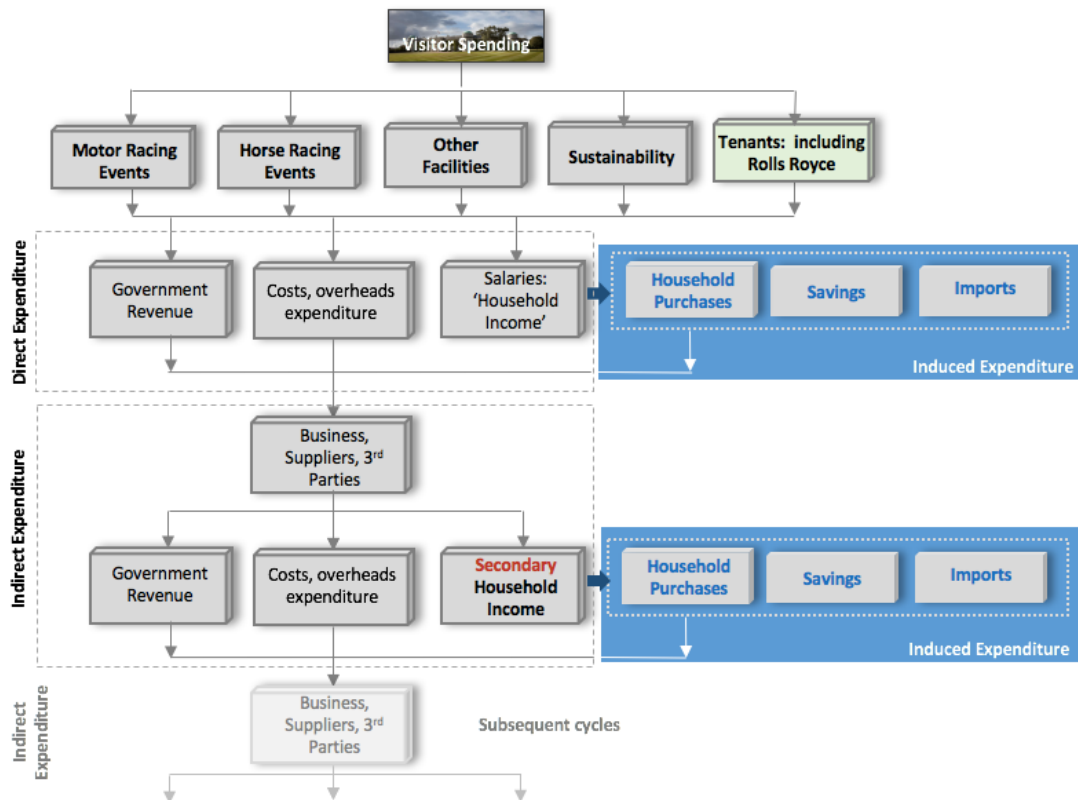 Visitor Spending
Motor Racing
Events
Horse Racing
Events
Other
Facilities
Sustainability
Tenants:  including
Rolls Royce
Direct Expenditure
Government
Revenue
Costs, overheads
expenditure
Salaries:
‘Household
Income’
Household
Purchases
Savings
Imports
Induced Expenditure
Indirect Expenditure
Business,
Suppliers, 3rd
Parties
Government
Revenue
Costs, overheads
expenditure
Secondary
Household
Income
Household
Purchases
Savings
Imports
Induced Expenditure
Indirect
Expenditure
Business,
Suppliers, 3rd
Parties
Subsequent cycles